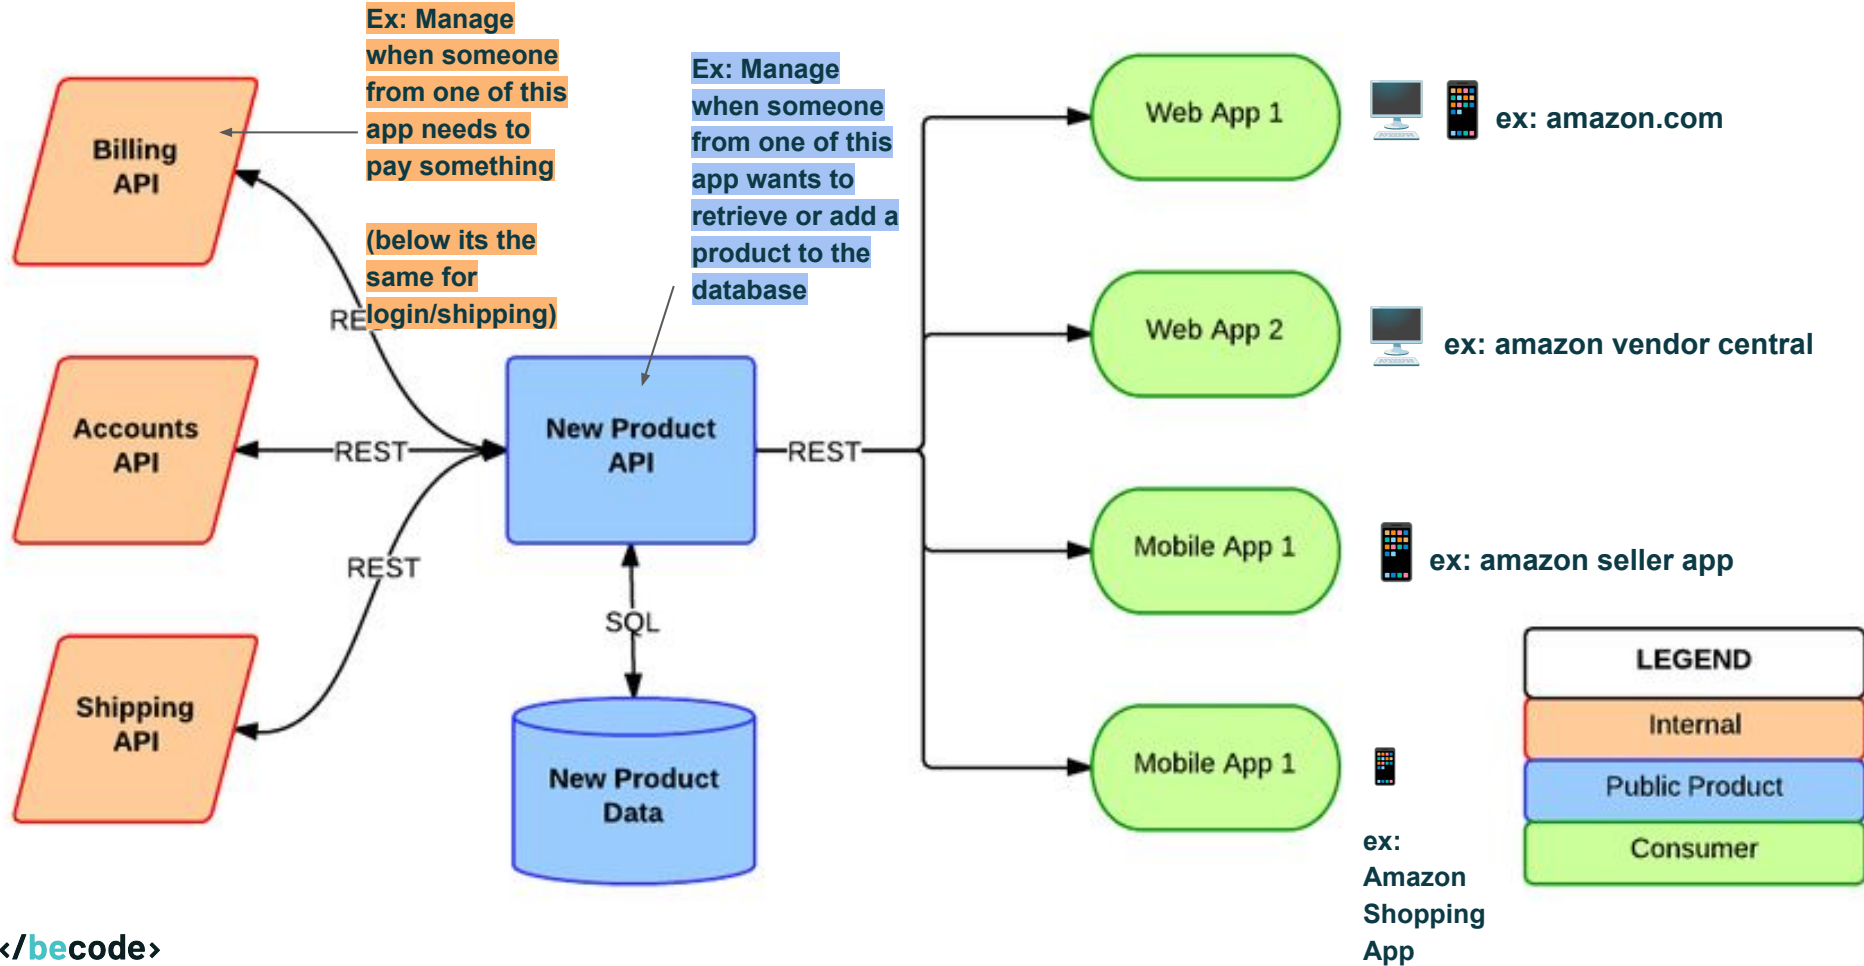 Ex: Manage
when someone
from one of this
app needs to
pay something
(below its the
same for
login/shipping)
Ex: Manage
when someone
from one of this
app wants to
retrieve or add a
product to the
database
Billing
API
Accounts
API
Shipping
API
REST
REST
New Product
API
SQL
New Product
Data
REST
Web App 1
ex: amazon.com
Web App 2
ex: amazon vendor central
Mobile App 1
ex: amazon seller app
Mobile App 1
ex:
Amazon
Shopping
App
LEGEND
Internal
Public Product
Consumer
</becode>